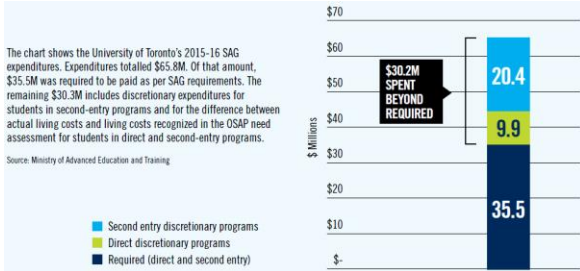 The chart shows the University of Toronto's 2015-16 SAG
expenditures. Expenditures totalled $65.8M. Of that amount,
$35.5M was required to be paid as per SAG requirements. The
remaining $30.3M includes discretionary expenditures for
students in second-entry programs and for the difference between
actual living costs and living costs recognized in the OSAP need
assessment for students in direct and second-entry programs.
Source: Ministry of Advanced Education and Training
Second entry discretionary programs
Direct discretionary programs
Required (direct and second entry)
$ Millions
$70
$60
$50
$40
$30
$20
$10
$-
$30.2M
SPENT
BEYOND
REQUIRED
20.4
9.9
35.5